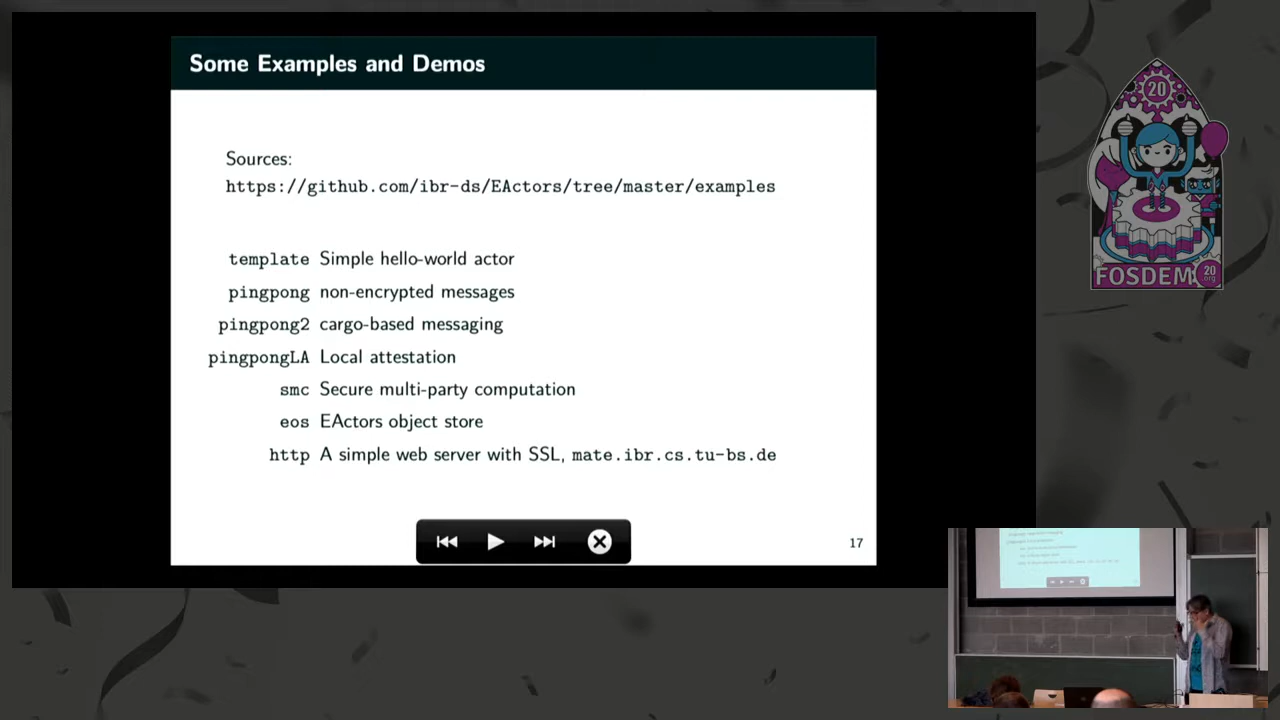 Some Examples and Demos
Sources:
https://github.com/ibr-ds/EActors/tree/master/examples
template Simple hello-world actor
pingpong non-encrypted messages
pingpong2 cargo-based messaging
pingpongLA Local attestation
smc Secure multi-party computation
eos EActors object store
http A simple web server with SSL, mate.ibr.cs.tu-bs.de
17
20
FOSDEM 20
.org